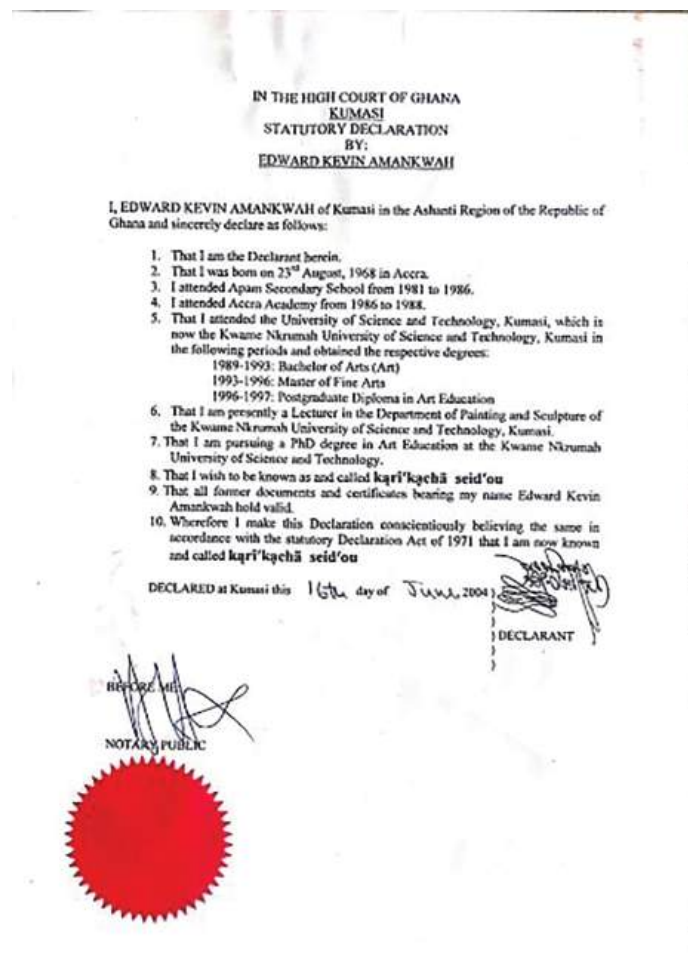 IN THE HIGH COURT OF GHANA
KUMASI
STATUTORY DECLARATION
BY:
EDWARD KEVIN AMANKWAH
I, EDWARD KEVIN AMANKWAH of Kumasi in the Ashanti Region of the Republic of
Ghana and sincerely declare as follows:
1. That I am the Declarant herein.
2. That I was born on 23rd August, 1968 in Accra.
3. I attended Apam Secondary School from 1981 to 1986.
4. I attended Accra Academy from 1986 to 1988.
5. That I attended the University of Science and Technology, Kumasi, which is
now the Kwame Nkrumah University of Science and Technology, Kumasi in
the following periods and obtained the respective degrees:
1989-1993: Bachelor of Arts (Art)
1993-1996: Master of Fine Arts
1996-1997: Postgraduate Diploma in Art Education
6. That I am presently a Lecturer in the Department of Painting and Sculpture of
the Kwame Nkrumah University of Science and Technology, Kumasi.
7. That I am pursuing a PhD degree in Art Education at the Kwame Nkrumah
University of Science and Technology.
8. That I wish to be known as and called kąrî'kạchä seid'ou
9. That all former documents and certificates bearing my name Edward Kevin
Amankwah hold valid.
10. Wherefore I make this Declaration conscientiously believing the same in
accordance with the statutory Declaration Act of 1971 that I am now known
and called kąrî'kạchä seid'ou
DECLARED at Kumasi this 16th day of June, 2004 )
)
)
) DECLARANT
)
)
BEFORE ME
NOTARY PUBLIC